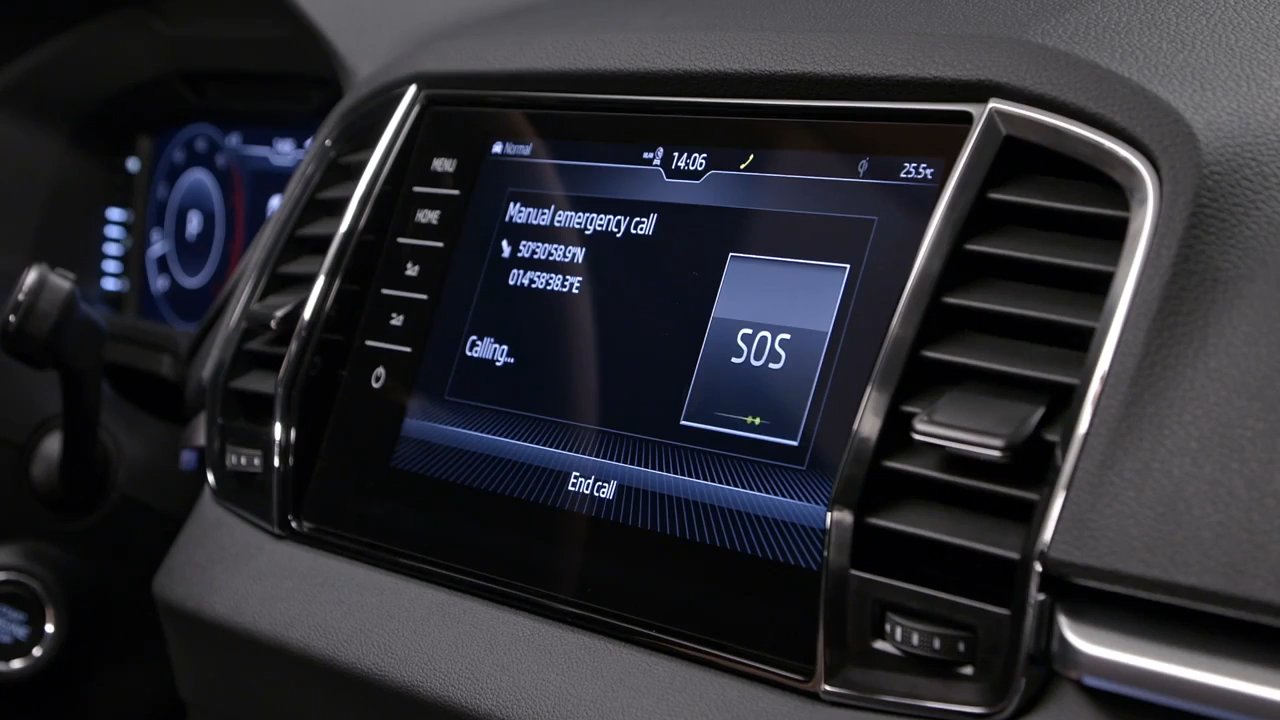 Normal
14:06
25.5℃
MENU
HOME
Manual emergency call
50°30'58.9"N
014°58'38.3"E
Calling...
SOS
End call
P